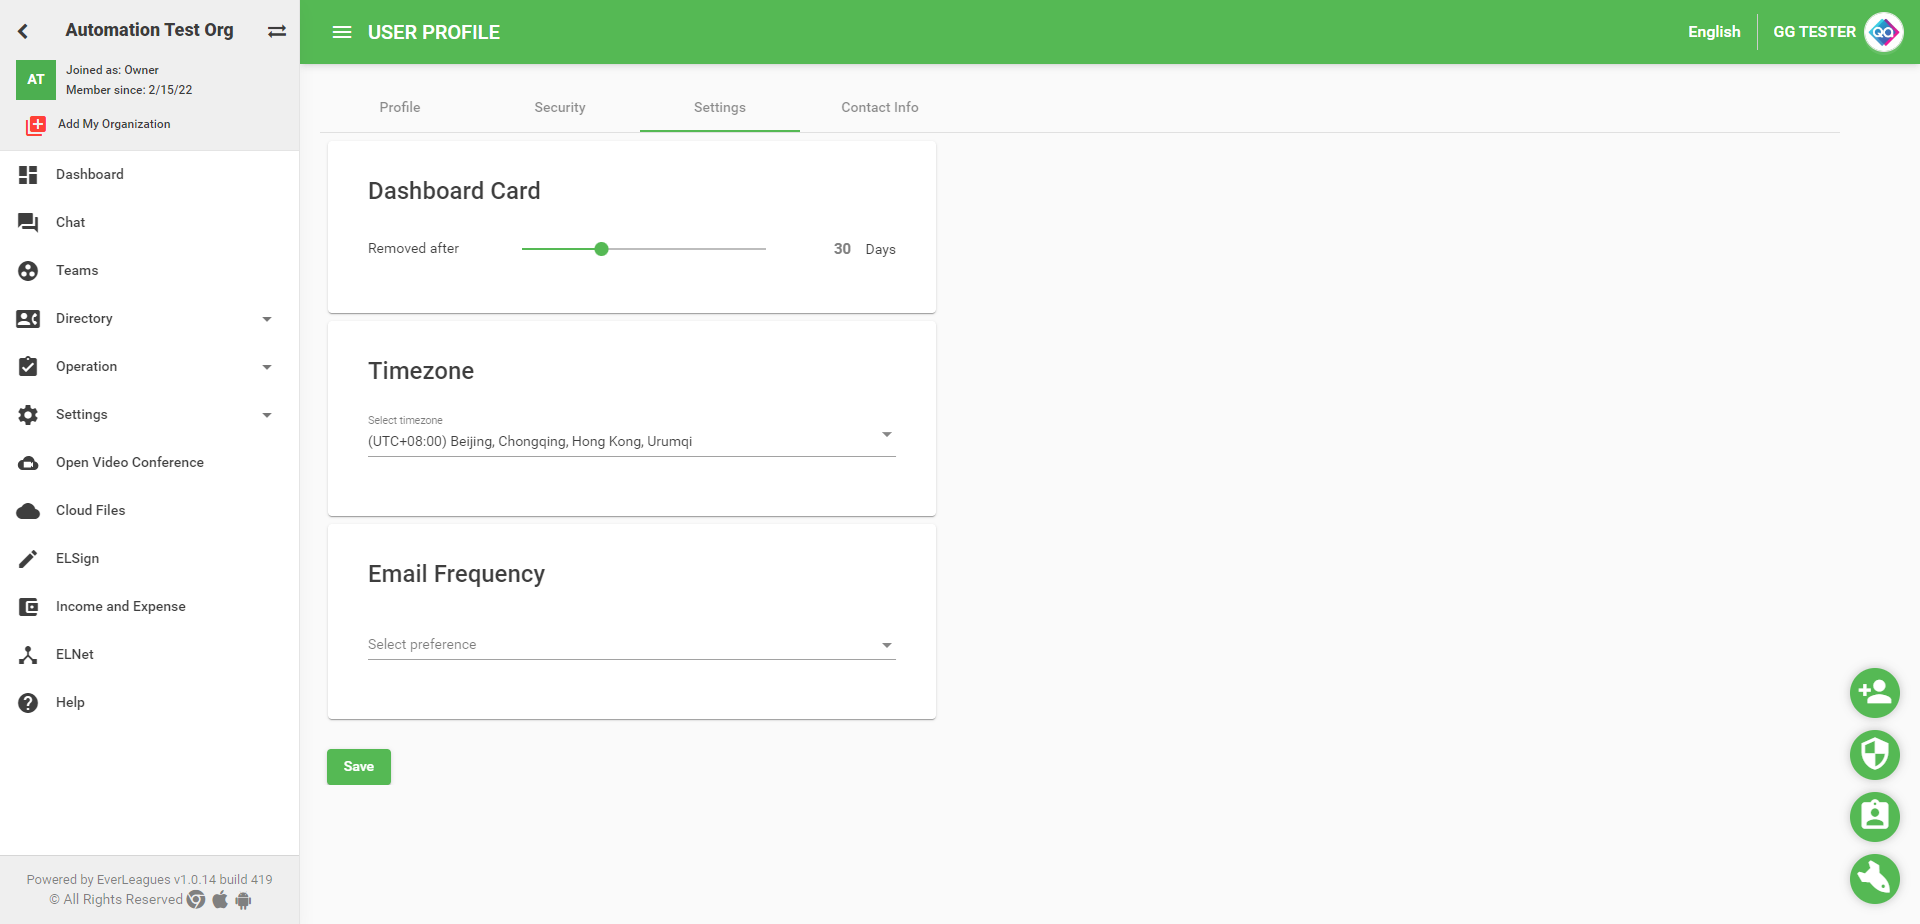 Automation Test Org
AT
Joined as: Owner
Member since: 2/15/22
Add My Organization
Dashboard
Chat
Teams
Directory
Operation
Settings
Open Video Conference
Cloud Files
ELSign
Income and Expense
ELNet
Help
Powered by EverLeagues v1.0.14 build 419
© All Rights Reserved
USER PROFILE
English
GG TESTER
QA
Profile
Security
Settings
Contact Info
Dashboard Card
Removed after
30 Days
Timezone
Select timezone
(UTC+08:00) Beijing, Chongqing, Hong Kong, Urumqi
Email Frequency
Select preference
Save